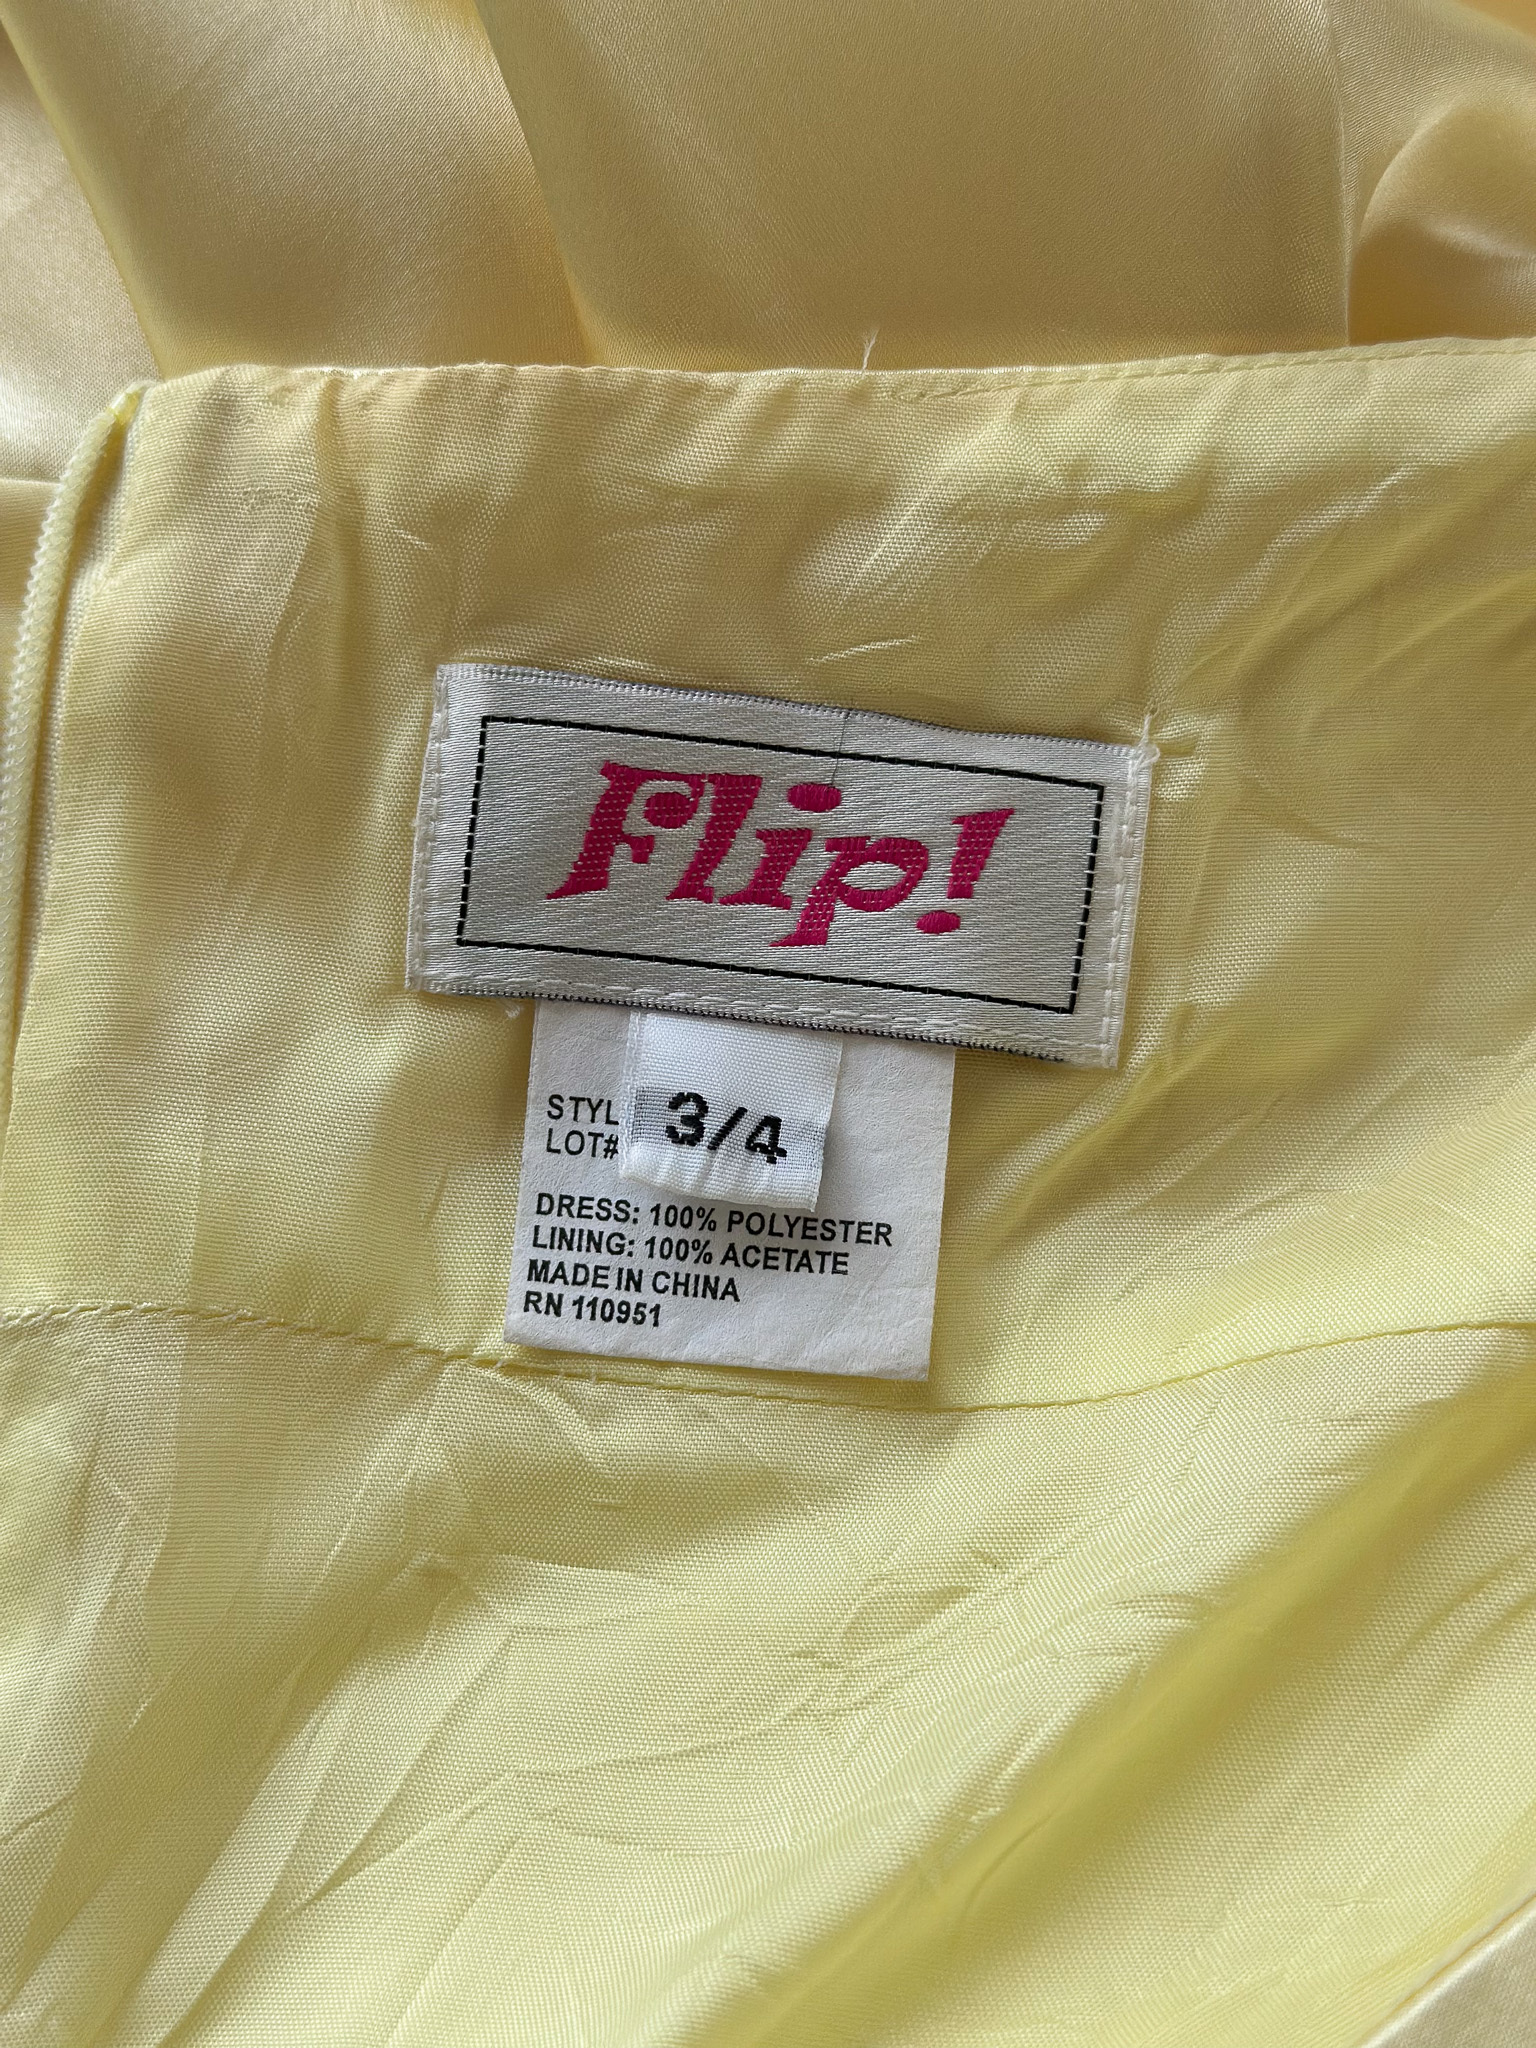 Flip!
3/4
STYL
LOT#
DRESS: 100% POLYESTER
LINING: 100% ACETATE
MADE IN CHINA
RN 110951